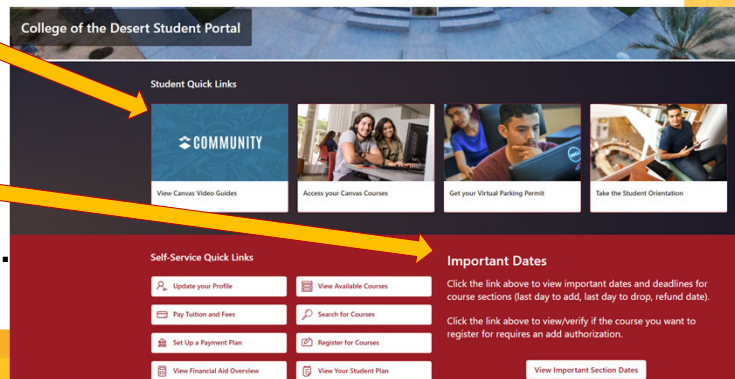 College of the Desert Student Portal
Student Quick Links
COMMUNITY
DELL
View Canvas Video Guides
Access your Canvas Courses
Get your Virtual Parking Permit
Take the Student Orientation
.
Self-Service Quick Links
Update your Profile
View Available Courses
Pay Tuition and Fees
Search for Courses
Set Up a Payment Plan
Register for Courses
View Financial Aid Overview
View Your Student Plan
Important Dates
Click the link above to view important dates and deadlines for
course sections (last day to add, last day to drop, refund date).
Click the link above to view/verify if the course you want to
register for requires an add authorization.
View Important Section Dates